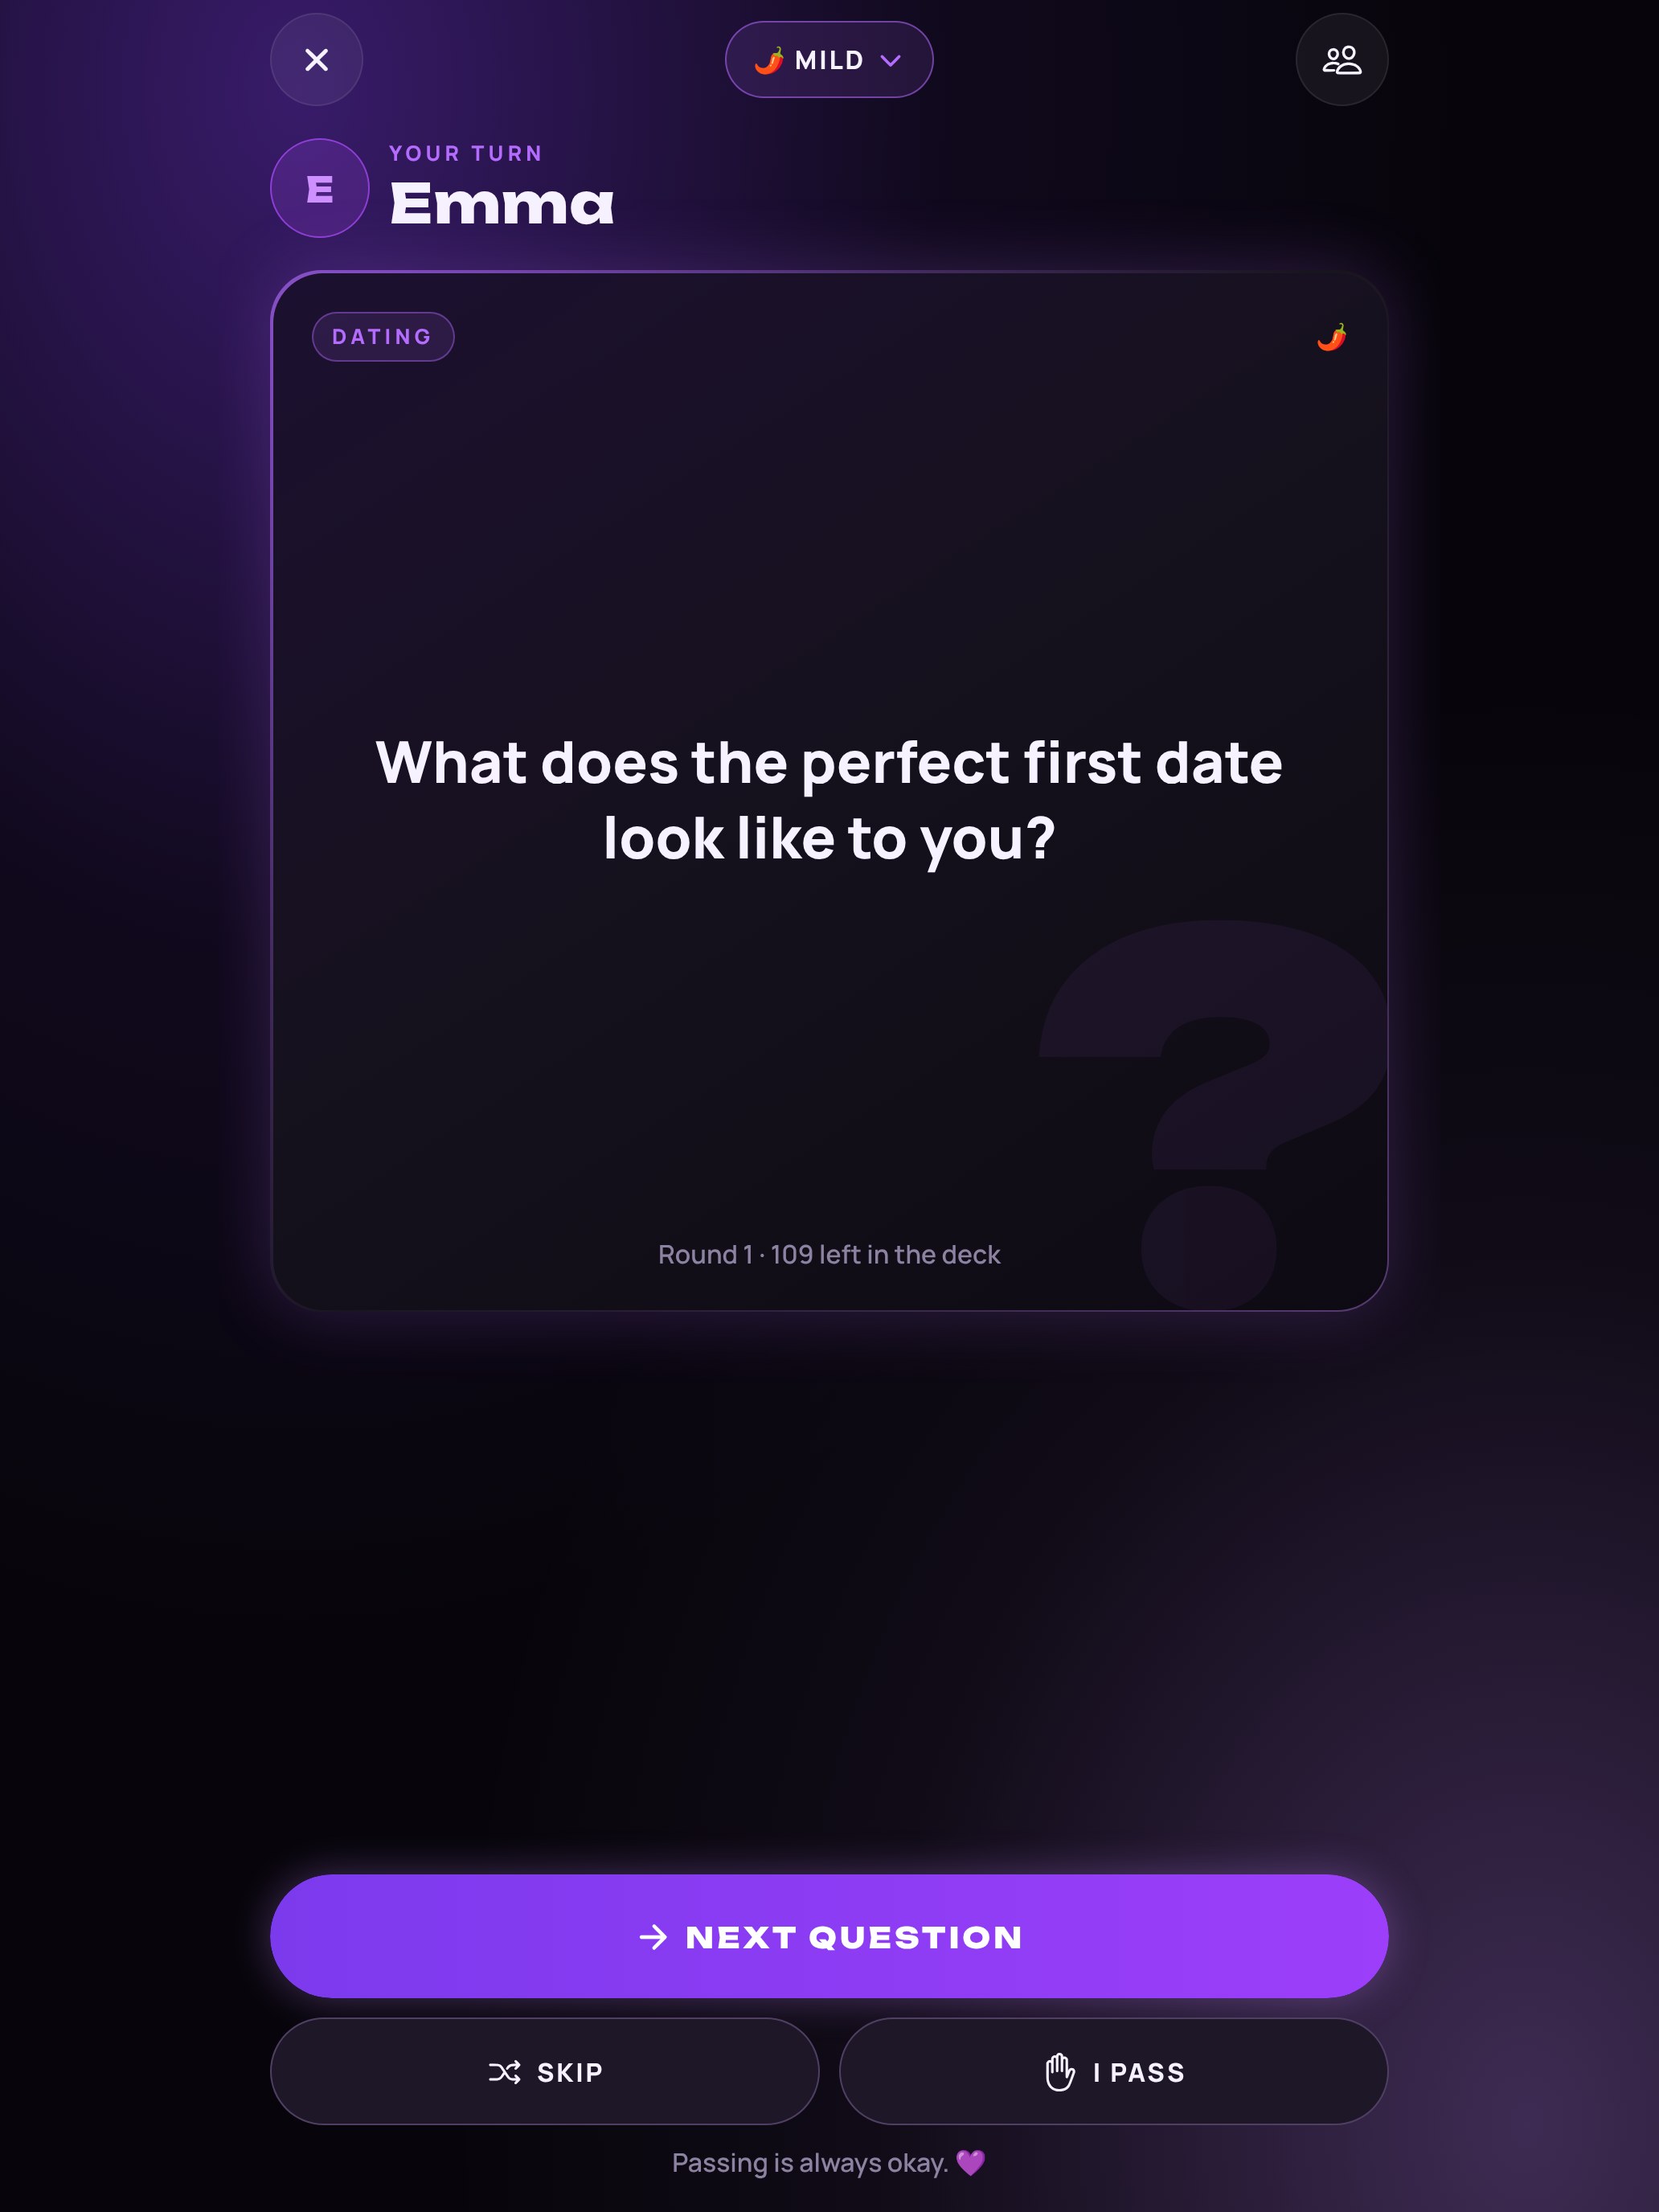 🌶️ MILD
E
YOUR TURN
Emma
DATING
🌶️
What does the perfect first date
look like to you?
?
Round 1 · 109 left in the deck
NEXT QUESTION
SKIP
I PASS
Passing is always okay. 💜